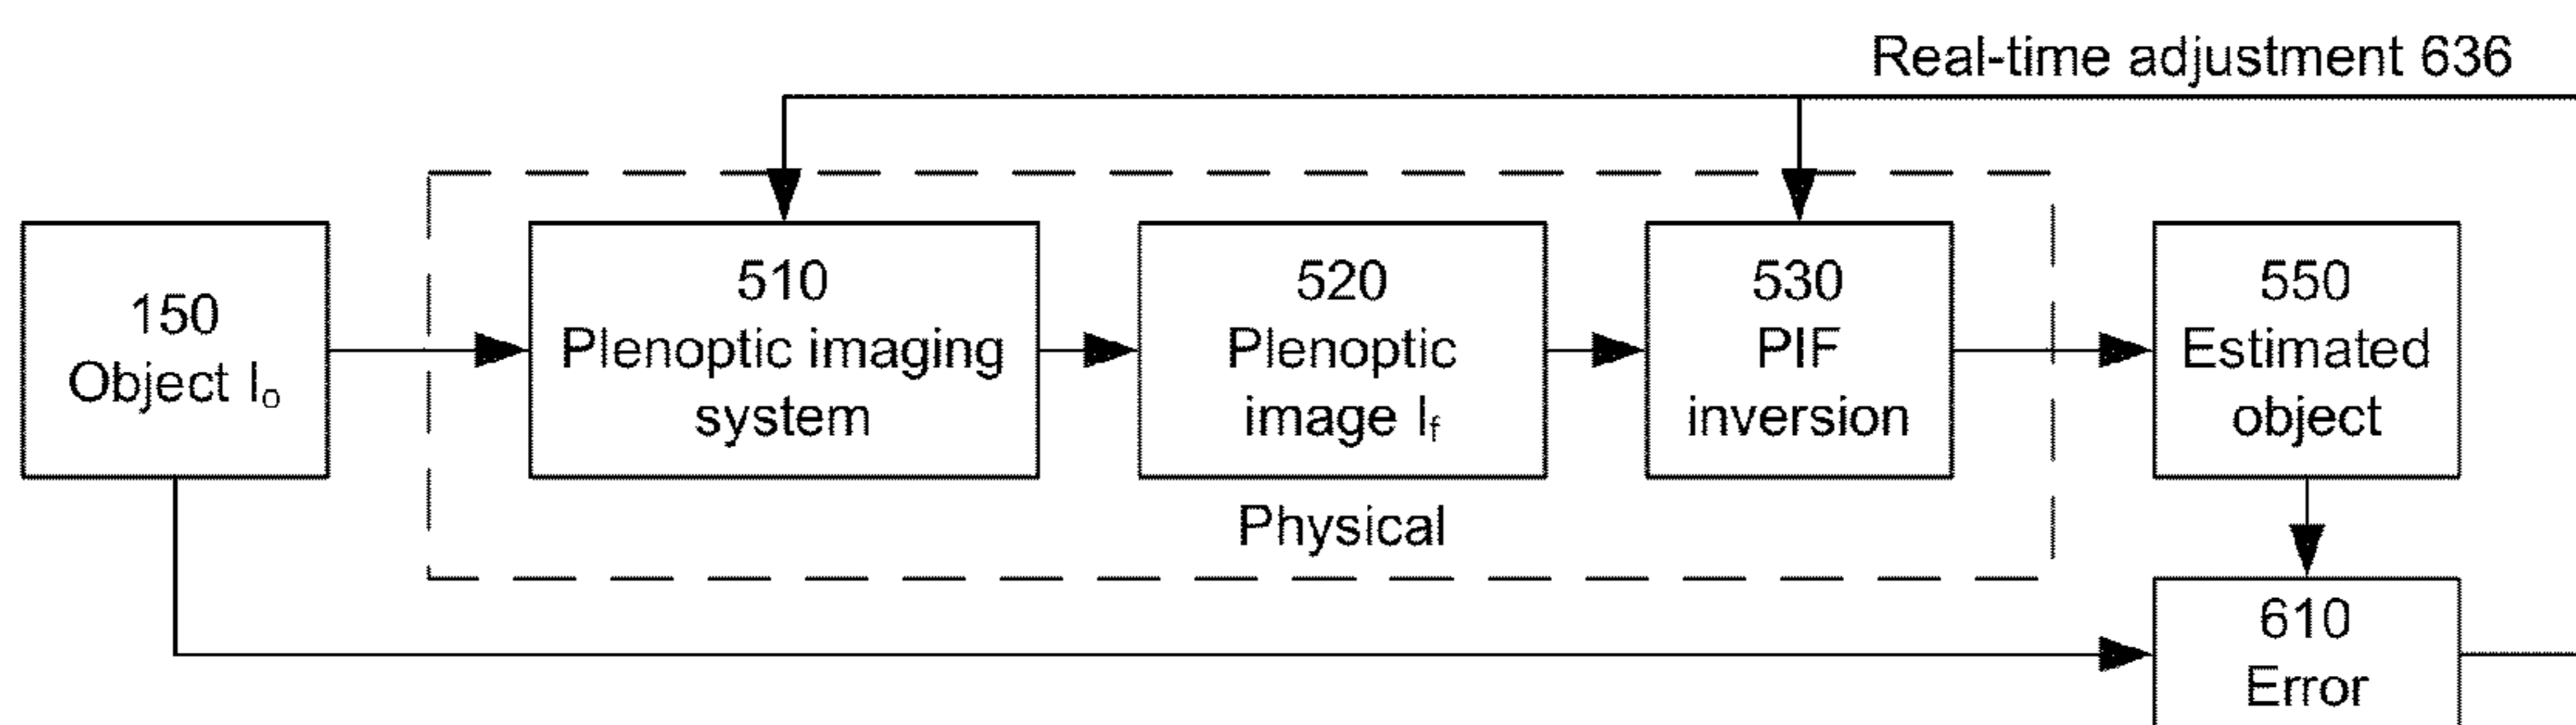 Real-time adjustment 636
150
Object Iₒ
510
Plenoptic imaging
system
520
Plenoptic
image I_f
530
PIF
inversion
550
Estimated
object
Physical
610
Error